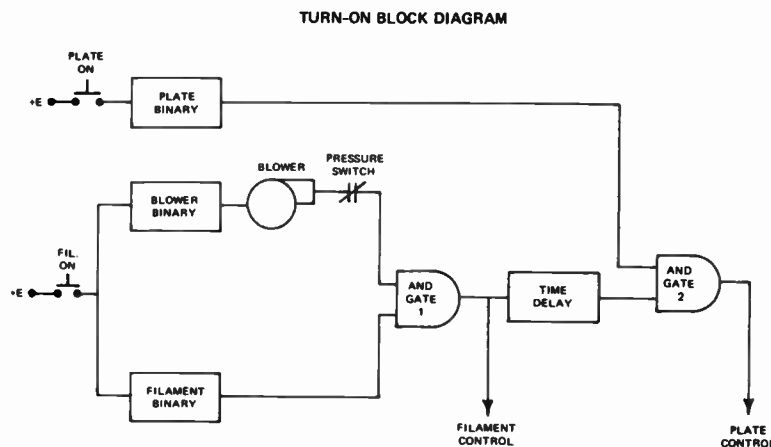 TURN-ON BLOCK DIAGRAM
PLATE
ON
+E
PLATE
BINARY
BLOWER
PRESSURE
SWITCH
BLOWER
BINARY
FIL.
ON
+E
AND
GATE
1
TIME
DELAY
AND
GATE
2
FILAMENT
BINARY
FILAMENT
CONTROL
PLATE
CONTROL